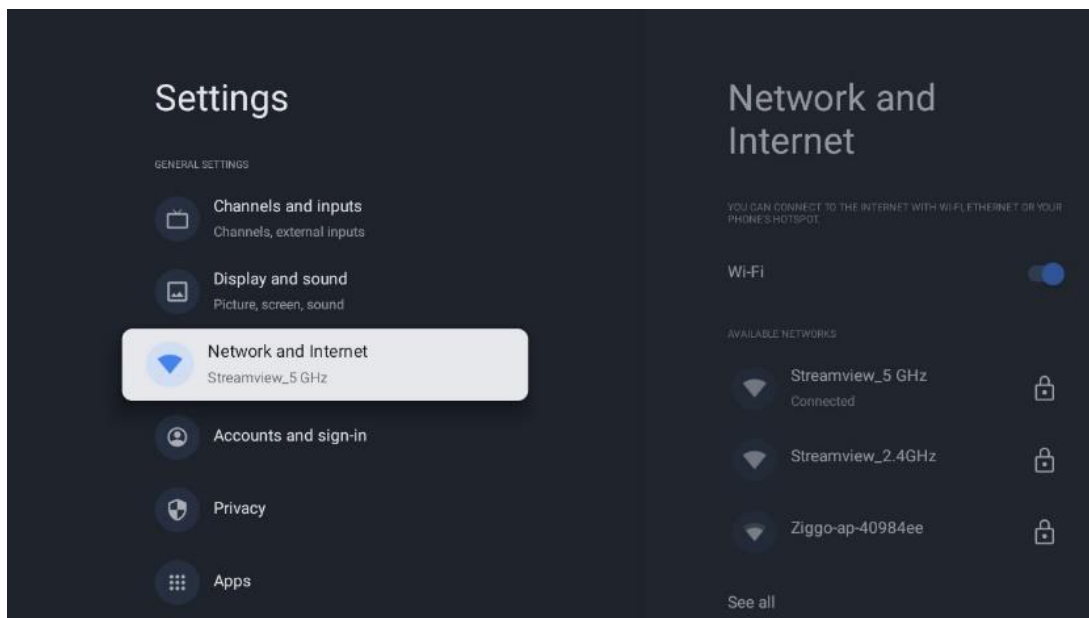 Settings
GENERAL SETTINGS
Channels and inputs
Channels, external inputs
Display and sound
Picture, screen, sound
Network and Internet
Streamview_5 GHz
Accounts and sign-in
Privacy
Apps
Network and
Internet
YOU CAN CONNECT TO THE INTERNET WITH WI-FI, ETHERNET OR YOUR
PHONE'S HOTSPOT.
Wi-Fi
AVAILABLE NETWORKS
Streamview_5 GHz
Connected
Streamview_2.4GHz
Ziggo-ap-40984ee
See all